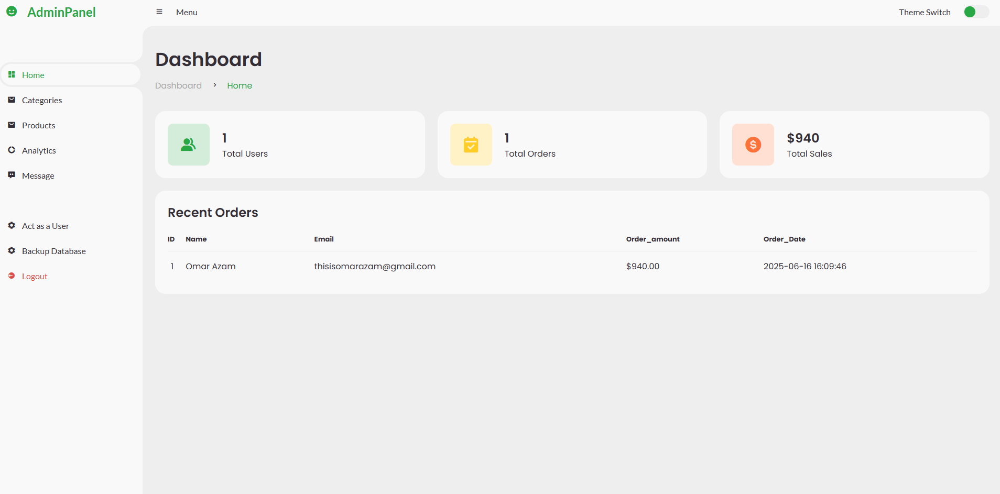 AdminPanel
Menu
Theme Switch
Home
Categories
Products
Analytics
Message
Act as a User
Backup Database
Logout
Dashboard
Dashboard > Home
1
Total Users
1
Total Orders
$940
Total Sales
Recent Orders
ID Name Email Order_amount Order_Date
1 Omar Azam thisisomarazam@gmail.com $940.00 2025-06-16 16:09:46